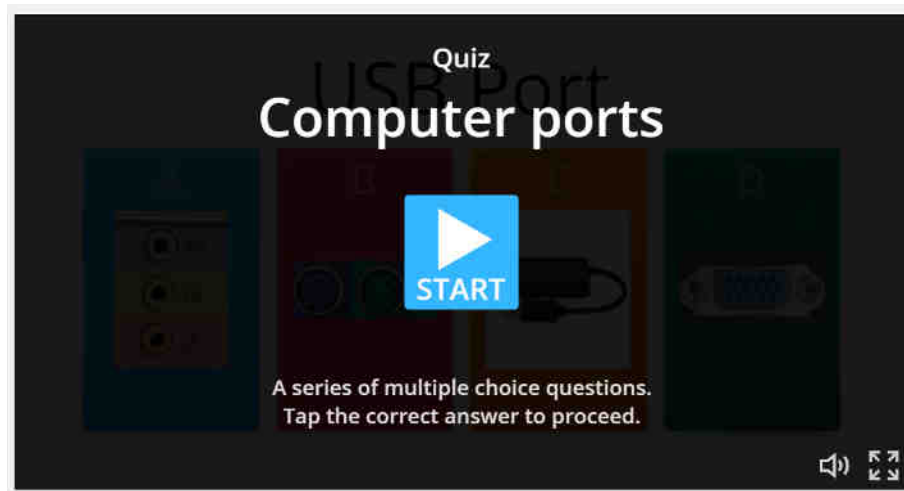 Quiz
USB Port
Computer ports
A
B
C
D
START
A series of multiple choice questions.
Tap the correct answer to proceed.